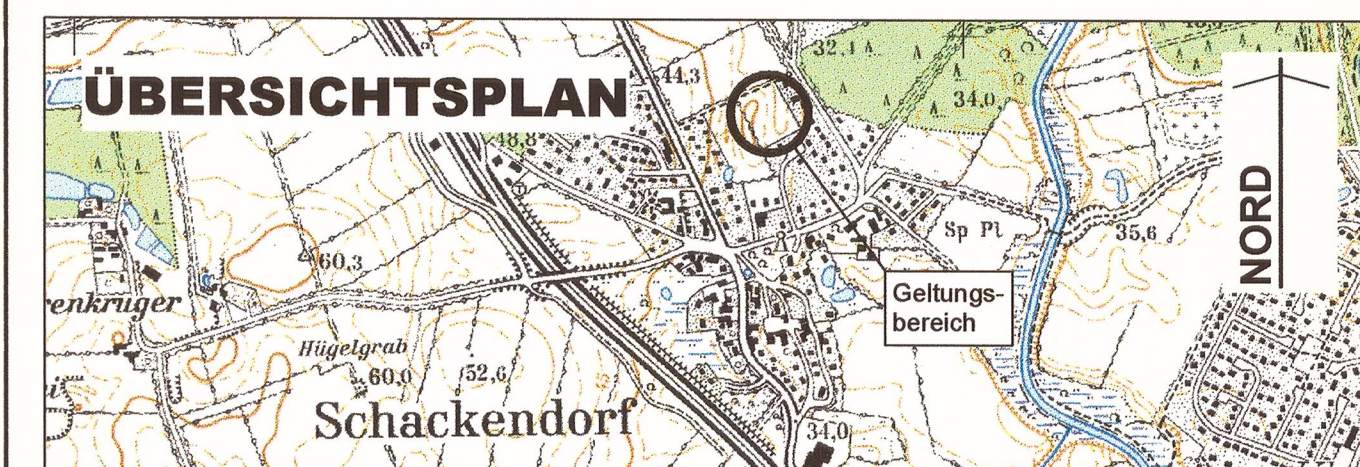 ÜBERSICHTSPLAN
44,3
32,1
34,0
48,8
NORD
Sp Pl
35,6
60,3
renkrüger
Geltungs-
bereich
Hügelgrab
60,0
52,6
Schackendorf
34,0